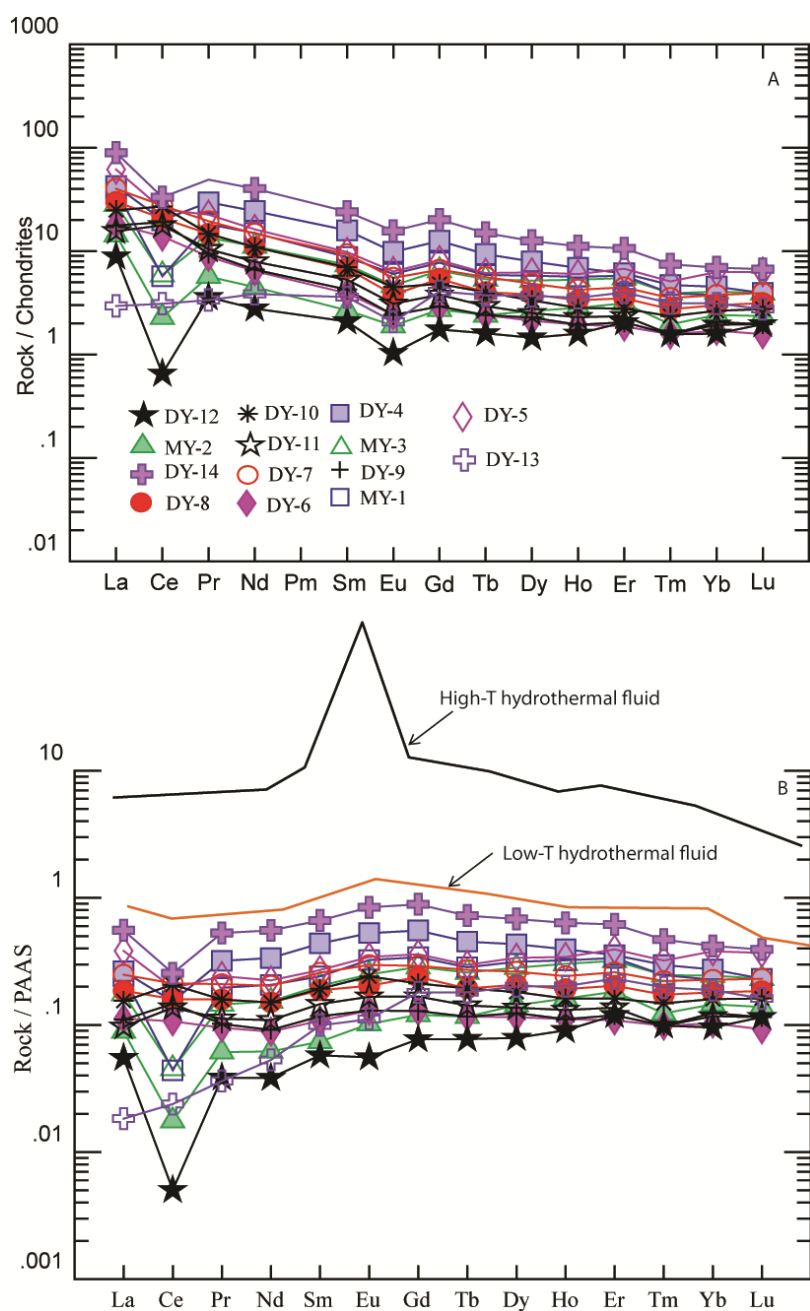 1000
A
100
10
1
.1
.01
Rock / Chondrites
DY-12 DY-10 DY-4 DY-5
MY-2 DY-11 MY-3 DY-13
DY-14 DY-7 DY-9
DY-8 DY-6 MY-1
La Ce Pr Nd Pm Sm Eu Gd Tb Dy Ho Er Tm Yb Lu
High-T hydrothermal fluid
10
B
Low-T hydrothermal fluid
1
.1
.01
.001
Rock / PAAS
La Ce Pr Nd Sm Eu Gd Tb Dy Ho Er Tm Yb Lu